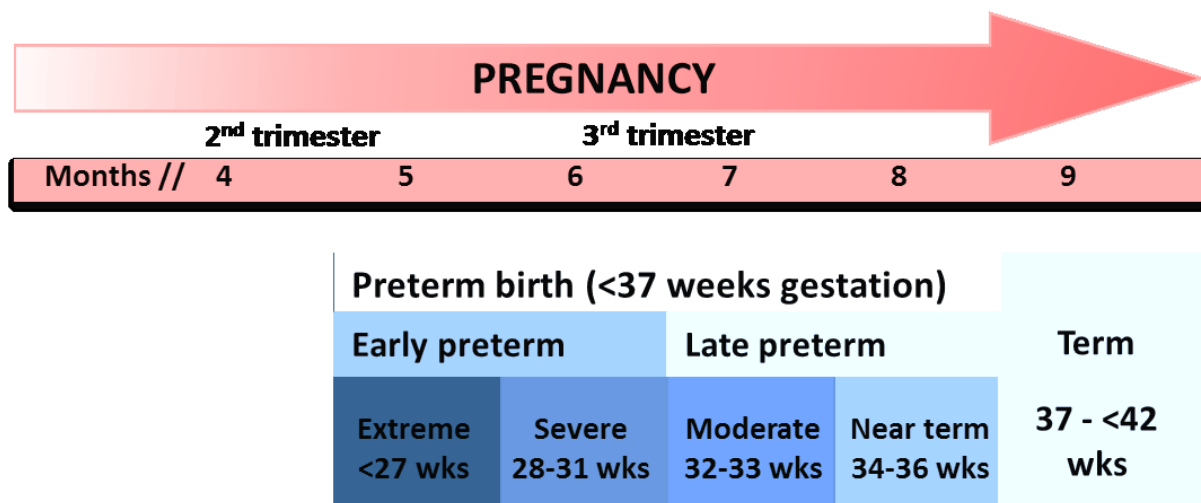 PREGNANCY
2nd trimester 3rd trimester
Months // 4 5 6 7 8 9
Preterm birth (<37 weeks gestation)
Early preterm Late preterm Term
Extreme Severe Moderate Near term 37 - <42
<27 wks 28-31 wks 32-33 wks 34-36 wks wks